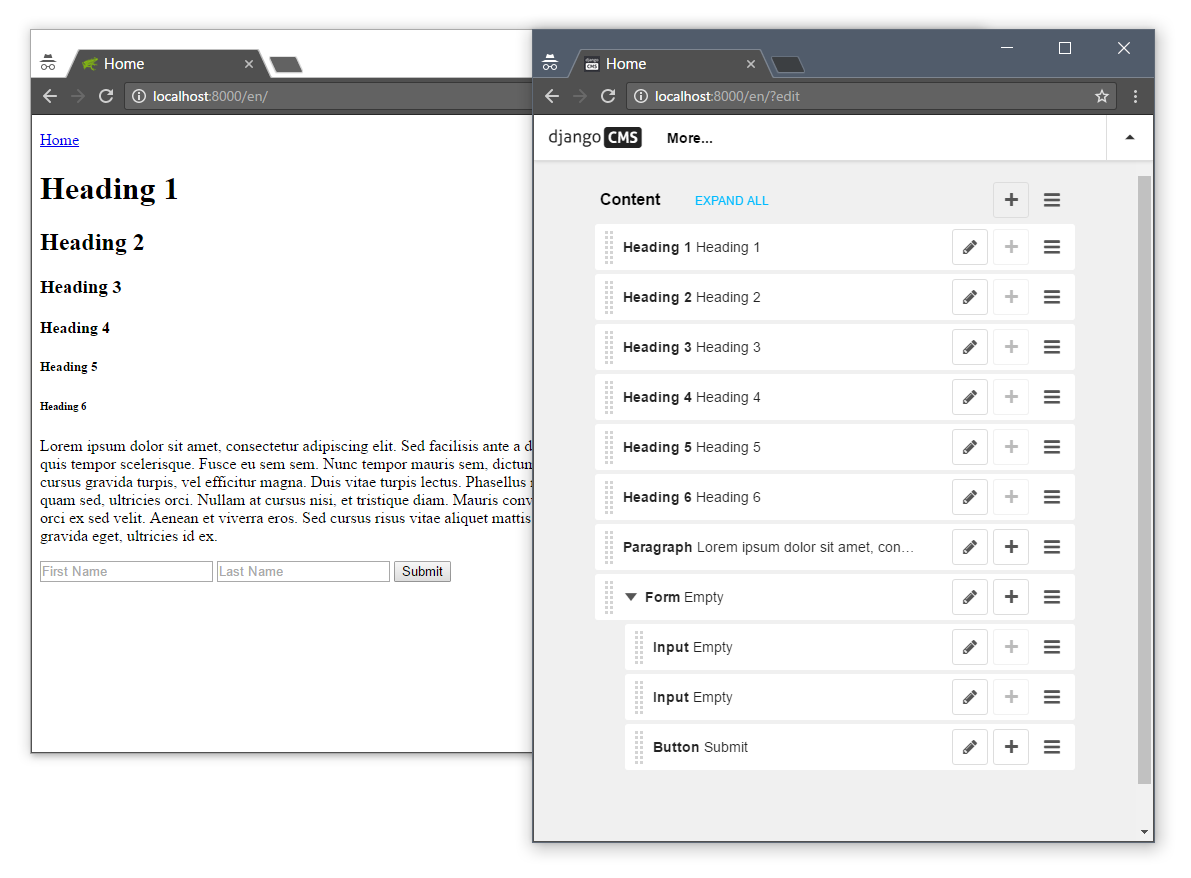 Home
localhost:8000/en/
Home
Heading 1
Heading 2
Heading 3
Heading 4
Heading 5
Heading 6
Lorem ipsum dolor sit amet, consectetur adipiscing elit. Sed facilisis ante a d
quis tempor scelerisque. Fusce eu sem sem. Nunc tempor mauris sem, dictun
cursus gravida turpis, vel efficitur magna. Duis vitae turpis lectus. Phasellus
quam sed, ultricies orci. Nullam at cursus nisi, et tristique diam. Mauris conv
orci ex sed velit. Aenean et viverra eros. Sed cursus risus vitae aliquet mattis
gravida eget, ultricies id ex.
First Name Last Name Submit
Home
localhost:8000/en/?edit
django CMS More...
Content EXPAND ALL
Heading 1 Heading 1
Heading 2 Heading 2
Heading 3 Heading 3
Heading 4 Heading 4
Heading 5 Heading 5
Heading 6 Heading 6
Paragraph Lorem ipsum dolor sit amet, con...
Form Empty
Input Empty
Input Empty
Button Submit